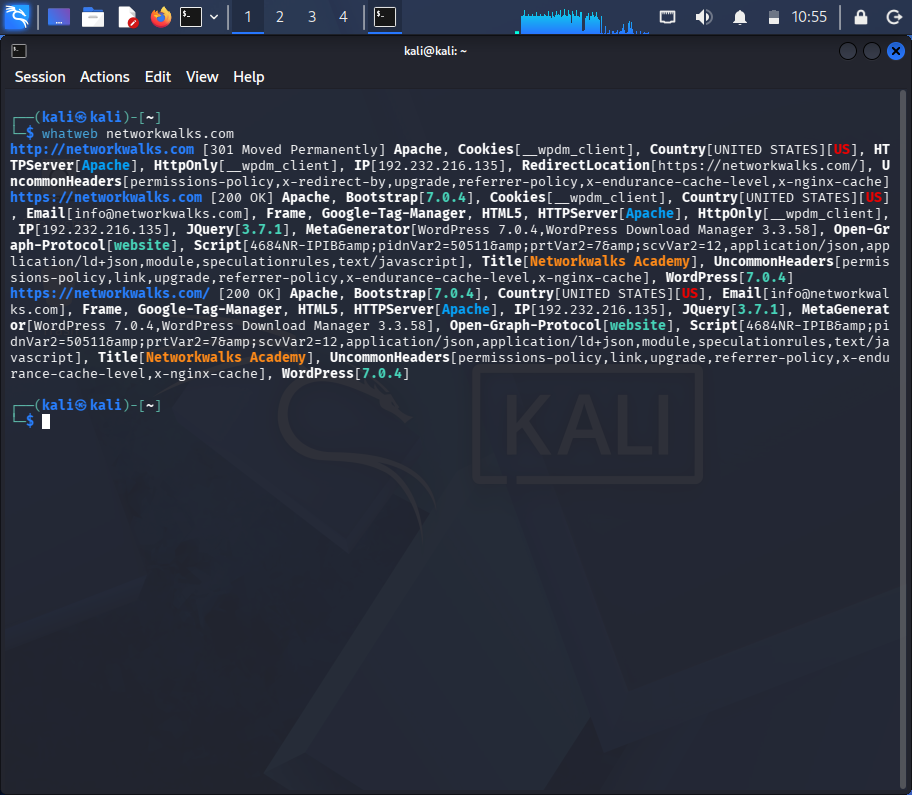 1 2 3 4 10:55
kali@kali: ~
Session Actions Edit View Help
┌──(kali㉿kali)-[~]
└─$ whatweb networkwalks.com
http://networkwalks.com [301 Moved Permanently] Apache, Cookies[__wpdm_client], Country[UNITED STATES][US], HT
TPServer[Apache], HttpOnly[__wpdm_client], IP[192.232.216.135], RedirectLocation[https://networkwalks.com/], U
ncommonHeaders[permissions-policy,x-redirect-by,upgrade,referrer-policy,x-endurance-cache-level,x-nginx-cache]
https://networkwalks.com [200 OK] Apache, Bootstrap[7.0.4], Cookies[__wpdm_client], Country[UNITED STATES][US]
, Email[info@networkwalks.com], Frame, Google-Tag-Manager, HTML5, HTTPServer[Apache], HttpOnly[__wpdm_client],
IP[192.232.216.135], JQuery[3.7.1], MetaGenerator[WordPress 7.0.4,WordPress Download Manager 3.3.58], Open-Gr
aph-Protocol[website], Script[4684NR-IPIB&amp;pidnVar2=50511&amp;prtVar2=7&amp;scvVar2=12,application/json,app
lication/ld+json,module,speculationrules,text/javascript], Title[Networkwalks Academy], UncommonHeaders[permis
sions-policy,link,upgrade,referrer-policy,x-endurance-cache-level,x-nginx-cache], WordPress[7.0.4]
https://networkwalks.com/ [200 OK] Apache, Bootstrap[7.0.4], Country[UNITED STATES][US], Email[info@networkwal
ks.com], Frame, Google-Tag-Manager, HTML5, HTTPServer[Apache], IP[192.232.216.135], JQuery[3.7.1], MetaGenerat
or[WordPress 7.0.4,WordPress Download Manager 3.3.58], Open-Graph-Protocol[website], Script[4684NR-IPIB&amp;pi
dnVar2=50511&amp;prtVar2=7&amp;scvVar2=12,application/json,application/ld+json,module,speculationrules,text/ja
vascript], Title[Networkwalks Academy], UncommonHeaders[permissions-policy,link,upgrade,referrer-policy,x-endu
rance-cache-level,x-nginx-cache], WordPress[7.0.4]
┌──(kali㉿kali)-[~]
└─$
KALI